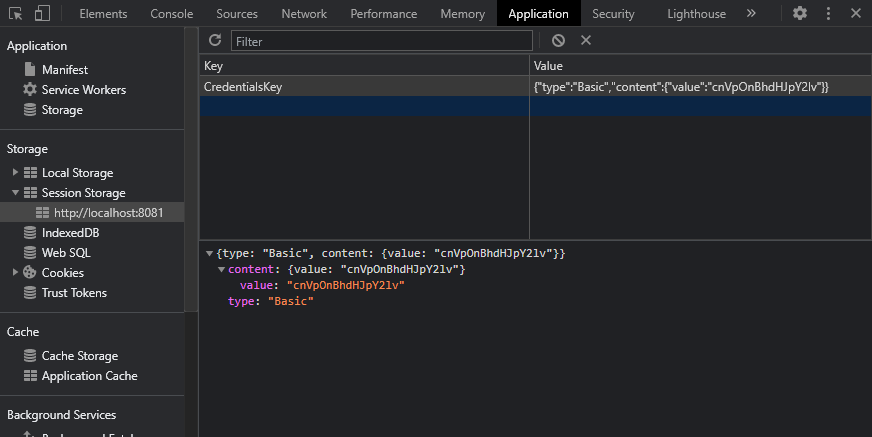 Elements Console Sources Network Performance Memory Application Security Lighthouse »
Application
Manifest
Service Workers
Storage
Storage
Local Storage
Session Storage
http://localhost:8081
IndexedDB
Web SQL
Cookies
Trust Tokens
Cache
Cache Storage
Application Cache
Background Services
Filter
Key Value
CredentialsKey {"type":"Basic","content":{"value":"cnVpOnBhdHJpY2lv"}}
{type: "Basic", content: {value: "cnVpOnBhdHJpY2lv"}}
content: {value: "cnVpOnBhdHJpY2lv"}
value: "cnVpOnBhdHJpY2lv"
type: "Basic"